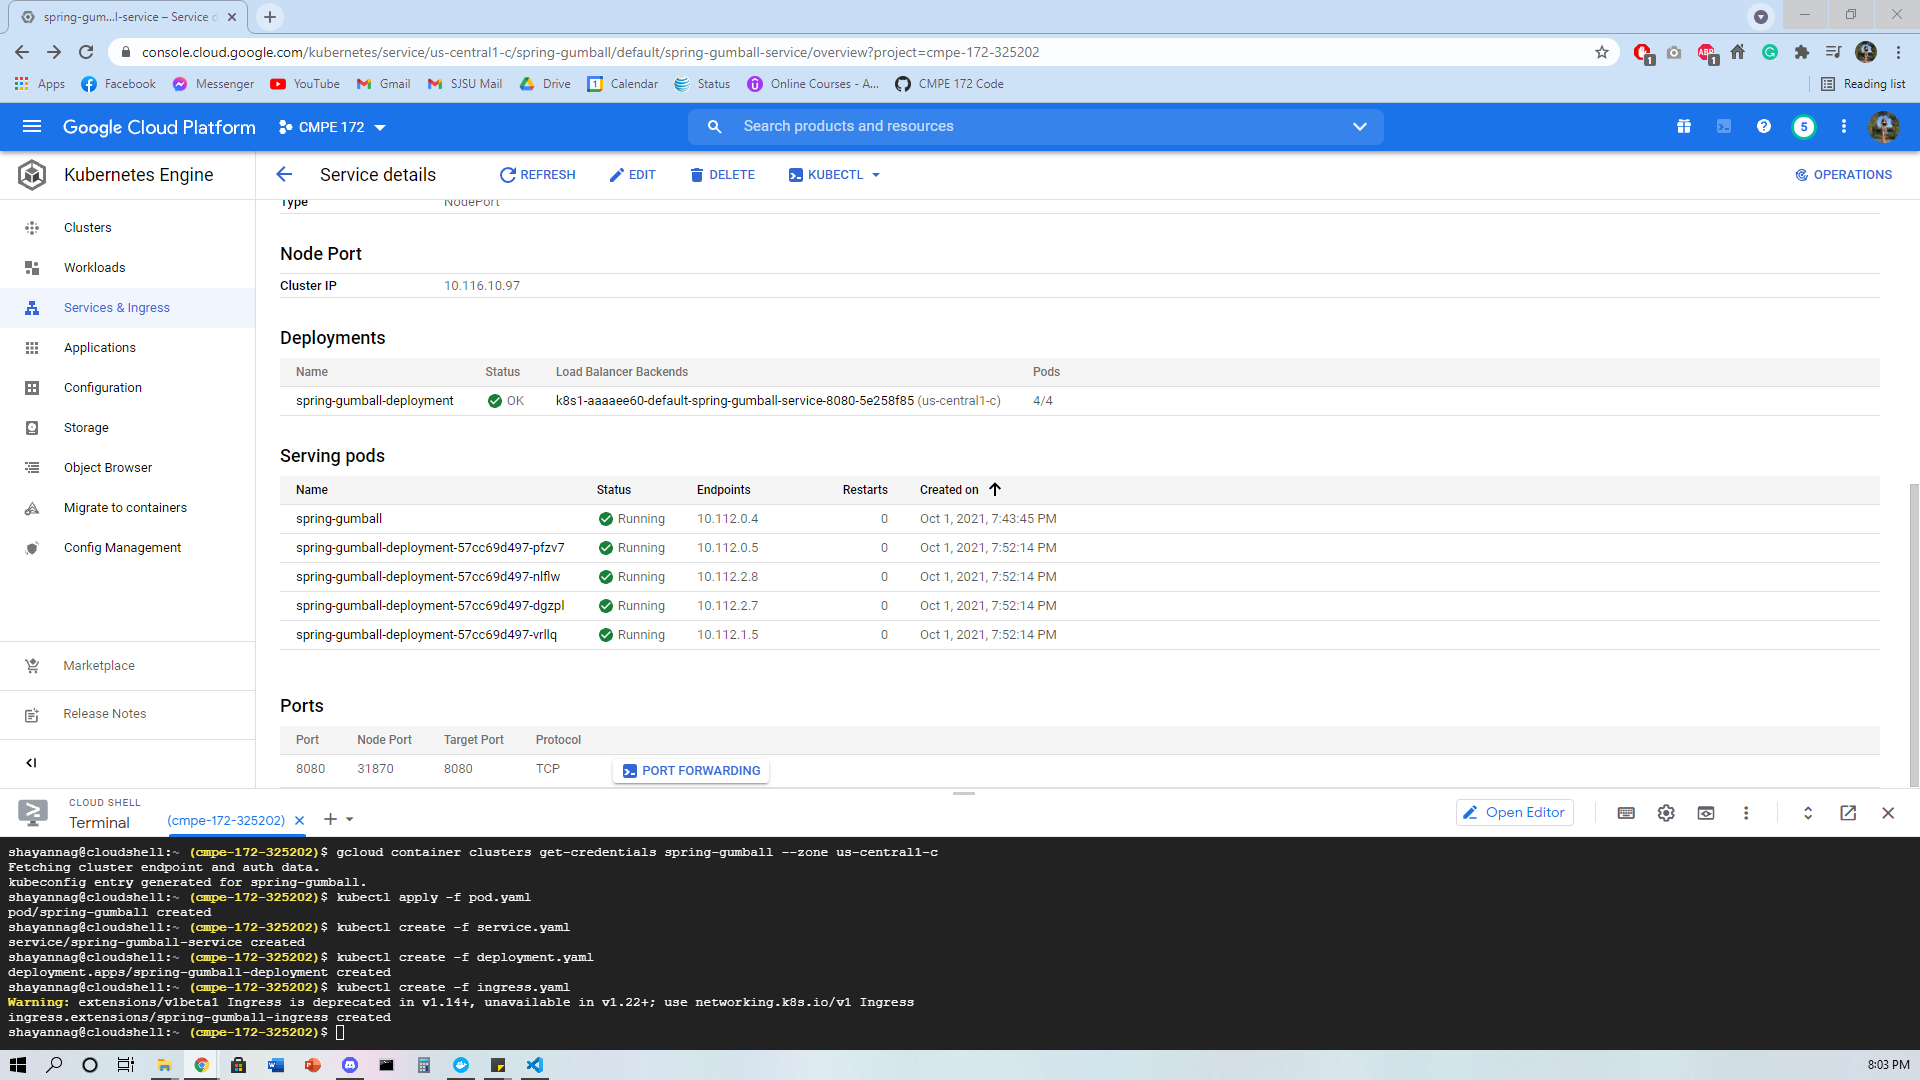 spring-gum...l-service – Service d
console.cloud.google.com/kubernetes/service/us-central1-c/spring-gumball/default/spring-gumball-service/overview?project=cmpe-172-325202
Apps Facebook Messenger YouTube Gmail SJSU Mail Drive Calendar Status Online Courses - A... CMPE 172 Code Reading list
Google Cloud Platform CMPE 172 Search products and resources 5
Kubernetes Engine Service details REFRESH EDIT DELETE KUBECTL OPERATIONS
Clusters
Workloads
Services & Ingress
Applications
Configuration
Storage
Object Browser
Migrate to containers
Config Management
Marketplace
Release Notes
Type NodePort
Node Port
Cluster IP 10.116.10.97
Deployments
Name Status Load Balancer Backends Pods
spring-gumball-deployment OK k8s1-aaaaee60-default-spring-gumball-service-8080-5e258f85 (us-central1-c) 4/4
Serving pods
Name Status Endpoints Restarts Created on
spring-gumball Running 10.112.0.4 0 Oct 1, 2021, 7:43:45 PM
spring-gumball-deployment-57cc69d497-pfzv7 Running 10.112.0.5 0 Oct 1, 2021, 7:52:14 PM
spring-gumball-deployment-57cc69d497-nlflw Running 10.112.2.8 0 Oct 1, 2021, 7:52:14 PM
spring-gumball-deployment-57cc69d497-dgzpl Running 10.112.2.7 0 Oct 1, 2021, 7:52:14 PM
spring-gumball-deployment-57cc69d497-vrllq Running 10.112.1.5 0 Oct 1, 2021, 7:52:14 PM
Ports
Port Node Port Target Port Protocol
8080 31870 8080 TCP PORT FORWARDING
CLOUD SHELL
Terminal (cmpe-172-325202) Open Editor
shayannag@cloudshell:~ (cmpe-172-325202)$ gcloud container clusters get-credentials spring-gumball --zone us-central1-c
Fetching cluster endpoint and auth data.
kubeconfig entry generated for spring-gumball.
shayannag@cloudshell:~ (cmpe-172-325202)$ kubectl apply -f pod.yaml
pod/spring-gumball created
shayannag@cloudshell:~ (cmpe-172-325202)$ kubectl create -f service.yaml
service/spring-gumball-service created
shayannag@cloudshell:~ (cmpe-172-325202)$ kubectl create -f deployment.yaml
deployment.apps/spring-gumball-deployment created
shayannag@cloudshell:~ (cmpe-172-325202)$ kubectl create -f ingress.yaml
Warning: extensions/v1beta1 Ingress is deprecated in v1.14+, unavailable in v1.22+; use networking.k8s.io/v1 Ingress
ingress.extensions/spring-gumball-ingress created
shayannag@cloudshell:~ (cmpe-172-325202)$
8:03 PM